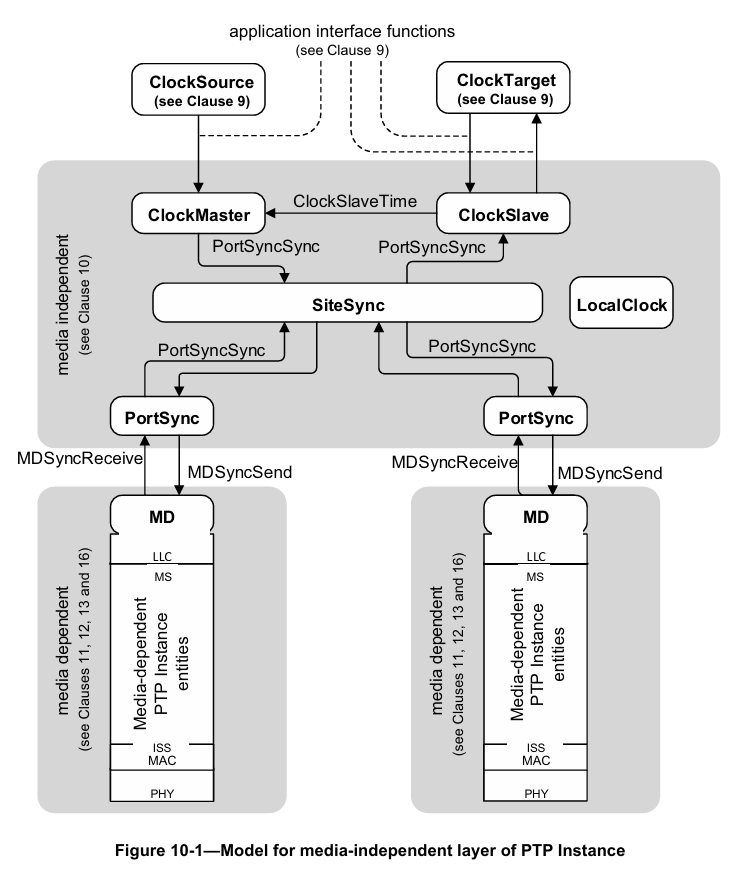 application interface functions
(see Clause 9)
ClockSource
(see Clause 9)
ClockTarget
(see Clause 9)
ClockMaster
ClockSlaveTime
ClockSlave
PortSyncSync
PortSyncSync
media independent
(see Clause 10)
SiteSync
LocalClock
PortSyncSync
PortSyncSync
PortSync
PortSync
MDSyncReceive
MDSyncSend
MDSyncReceive
MDSyncSend
media dependent
(see Clauses 11, 12, 13 and 16)
MD
LLC
MS
Media-dependent
PTP Instance
entities
ISS
MAC
PHY
media dependent
(see Clauses 11, 12, 13 and 16)
MD
LLC
MS
Media-dependent
PTP Instance
entities
ISS
MAC
PHY
Figure 10-1—Model for media-independent layer of PTP Instance